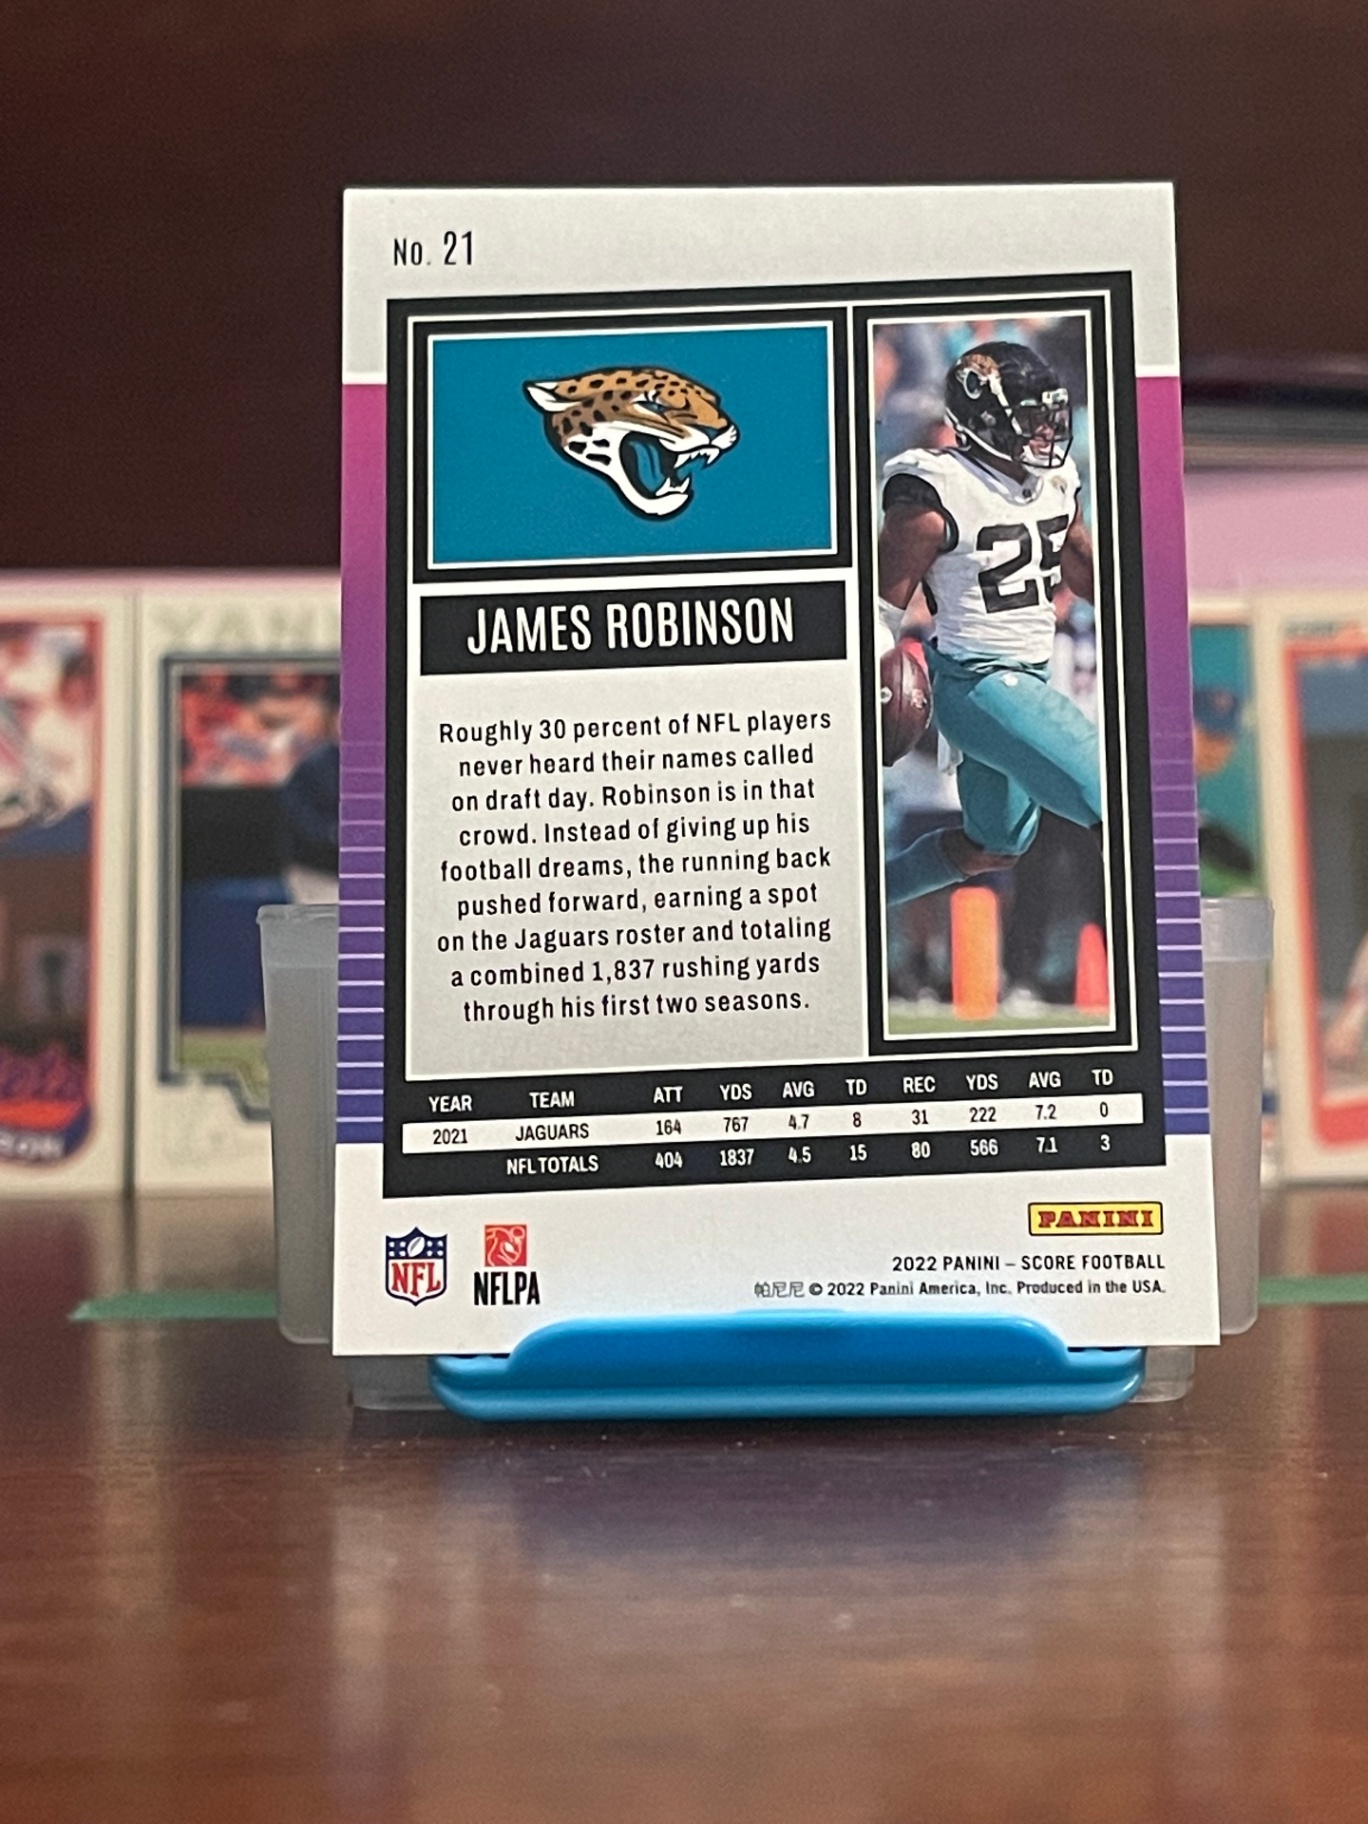 No. 21
25
JAMES ROBINSON
Roughly 30 percent of NFL players
never heard their names called
on draft day. Robinson is in that
crowd. Instead of giving up his
football dreams, the running back
pushed forward, earning a spot
on the Jaguars roster and totaling
a combined 1,837 rushing yards
through his first two seasons.
YEAR TEAM ATT YDS AVG TD REC YDS AVG TD
2021 JAGUARS 164 767 4.7 8 31 222 7.2 0
NFL TOTALS 404 1837 4.5 15 80 566 7.1 3
NFL
NFLPA
PANINI
2022 PANINI – SCORE FOOTBALL
帕尼尼 © 2022 Panini America, Inc. Produced in the USA.